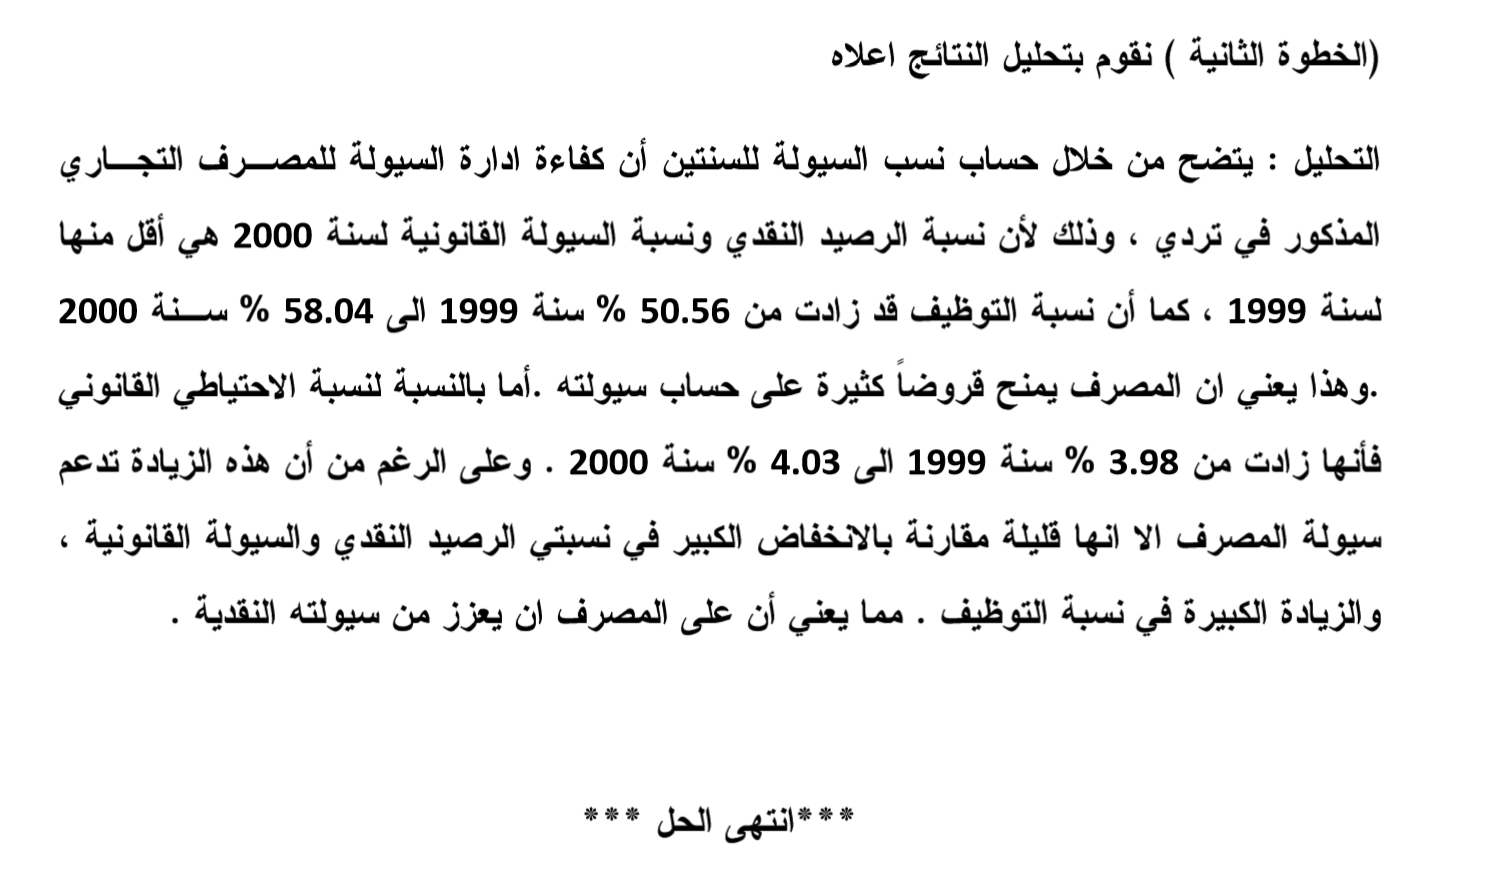 (الخطوة الثانية ) نقوم بتحليل النتائج اعلاه
التحليل : يتضح من خلال حساب نسب السيولة للسنتين أن كفاءة ادارة السيولة للمصـــرف التجـــاري
المذكور في تردي ، وذلك لأن نسبة الرصيد النقدي ونسبة السيولة القانونية لسنة 2000 هي أقل منها
لسنة 1999 ، كما أن نسبة التوظيف قد زادت من 50.56 % سنة 1999 الى 58.04 % ســنة 2000
.وهذا يعني ان المصرف يمنح قروضاً كثيرة على حساب سيولته .أما بالنسبة لنسبة الاحتياطي القانوني
فأنها زادت من 3.98 % سنة 1999 الى 4.03 % سنة 2000 . وعلى الرغم من أن هذه الزيادة تدعم
سيولة المصرف الا انها قليلة مقارنة بالانخفاض الكبير في نسبتي الرصيد النقدي والسيولة القانونية ،
والزيادة الكبيرة في نسبة التوظيف . مما يعني أن على المصرف ان يعزز من سيولته النقدية .
***انتهى الحل ***